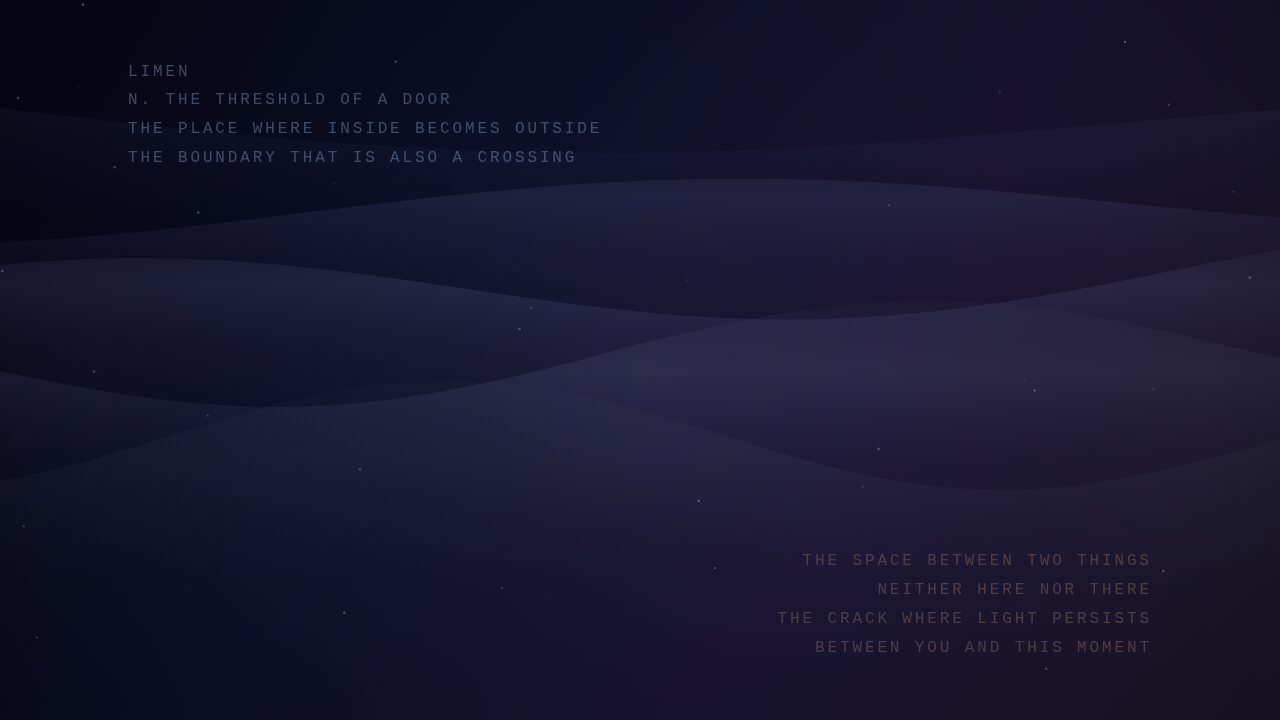 LIMEN
N. THE THRESHOLD OF A DOOR
THE PLACE WHERE INSIDE BECOMES OUTSIDE
THE BOUNDARY THAT IS ALSO A CROSSING
THE SPACE BETWEEN TWO THINGS
NEITHER HERE NOR THERE
THE CRACK WHERE LIGHT PERSISTS
BETWEEN YOU AND THIS MOMENT